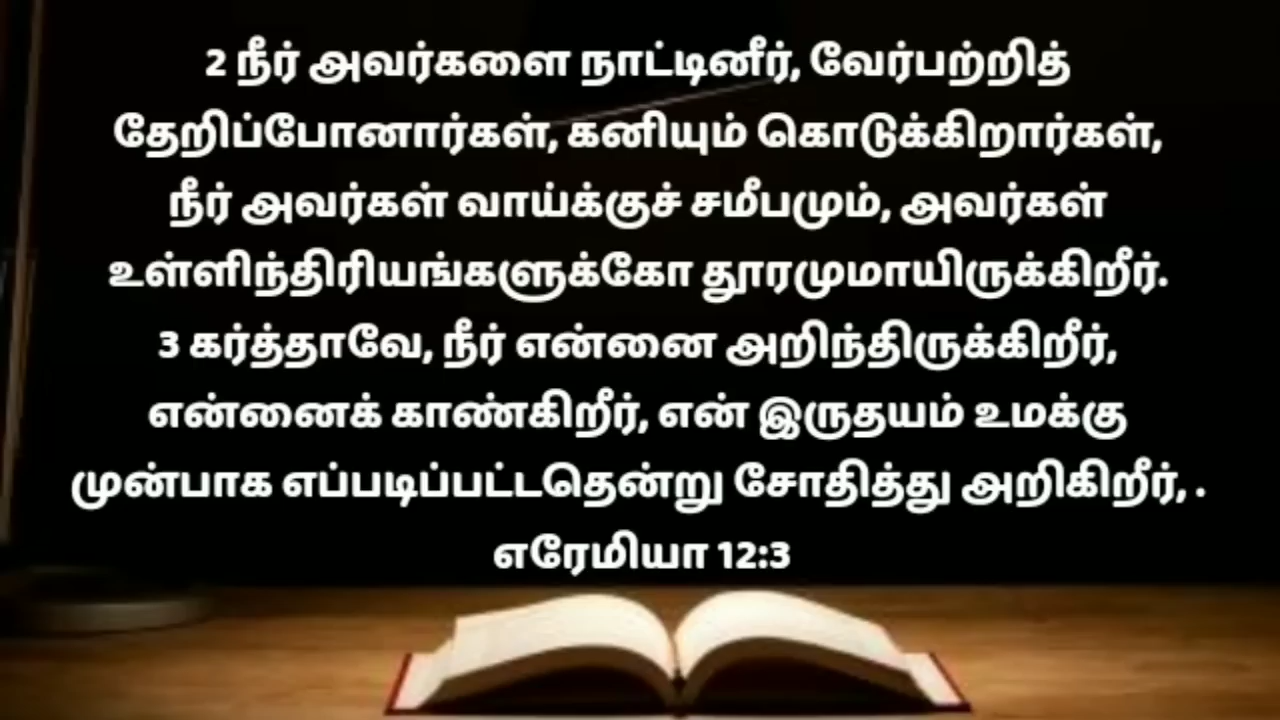 2 நீர் அவர்களை நாட்டினீர், வேர்பற்றித்
தேறிப்போனார்கள், கனியும் கொடுக்கிறார்கள்,
நீர் அவர்கள் வாய்க்குச் சமீபமும், அவர்கள்
உள்ளிந்திரியங்களுக்கோ தூரமுமாயிருக்கிறீர்.
3 கர்த்தாவே, நீர் என்னை அறிந்திருக்கிறீர்,
என்னைக் காண்கிறீர், என் இருதயம் உமக்கு
முன்பாக எப்படிப்பட்டதென்று சோதித்து அறிகிறீர், .
எரேமியா 12:3